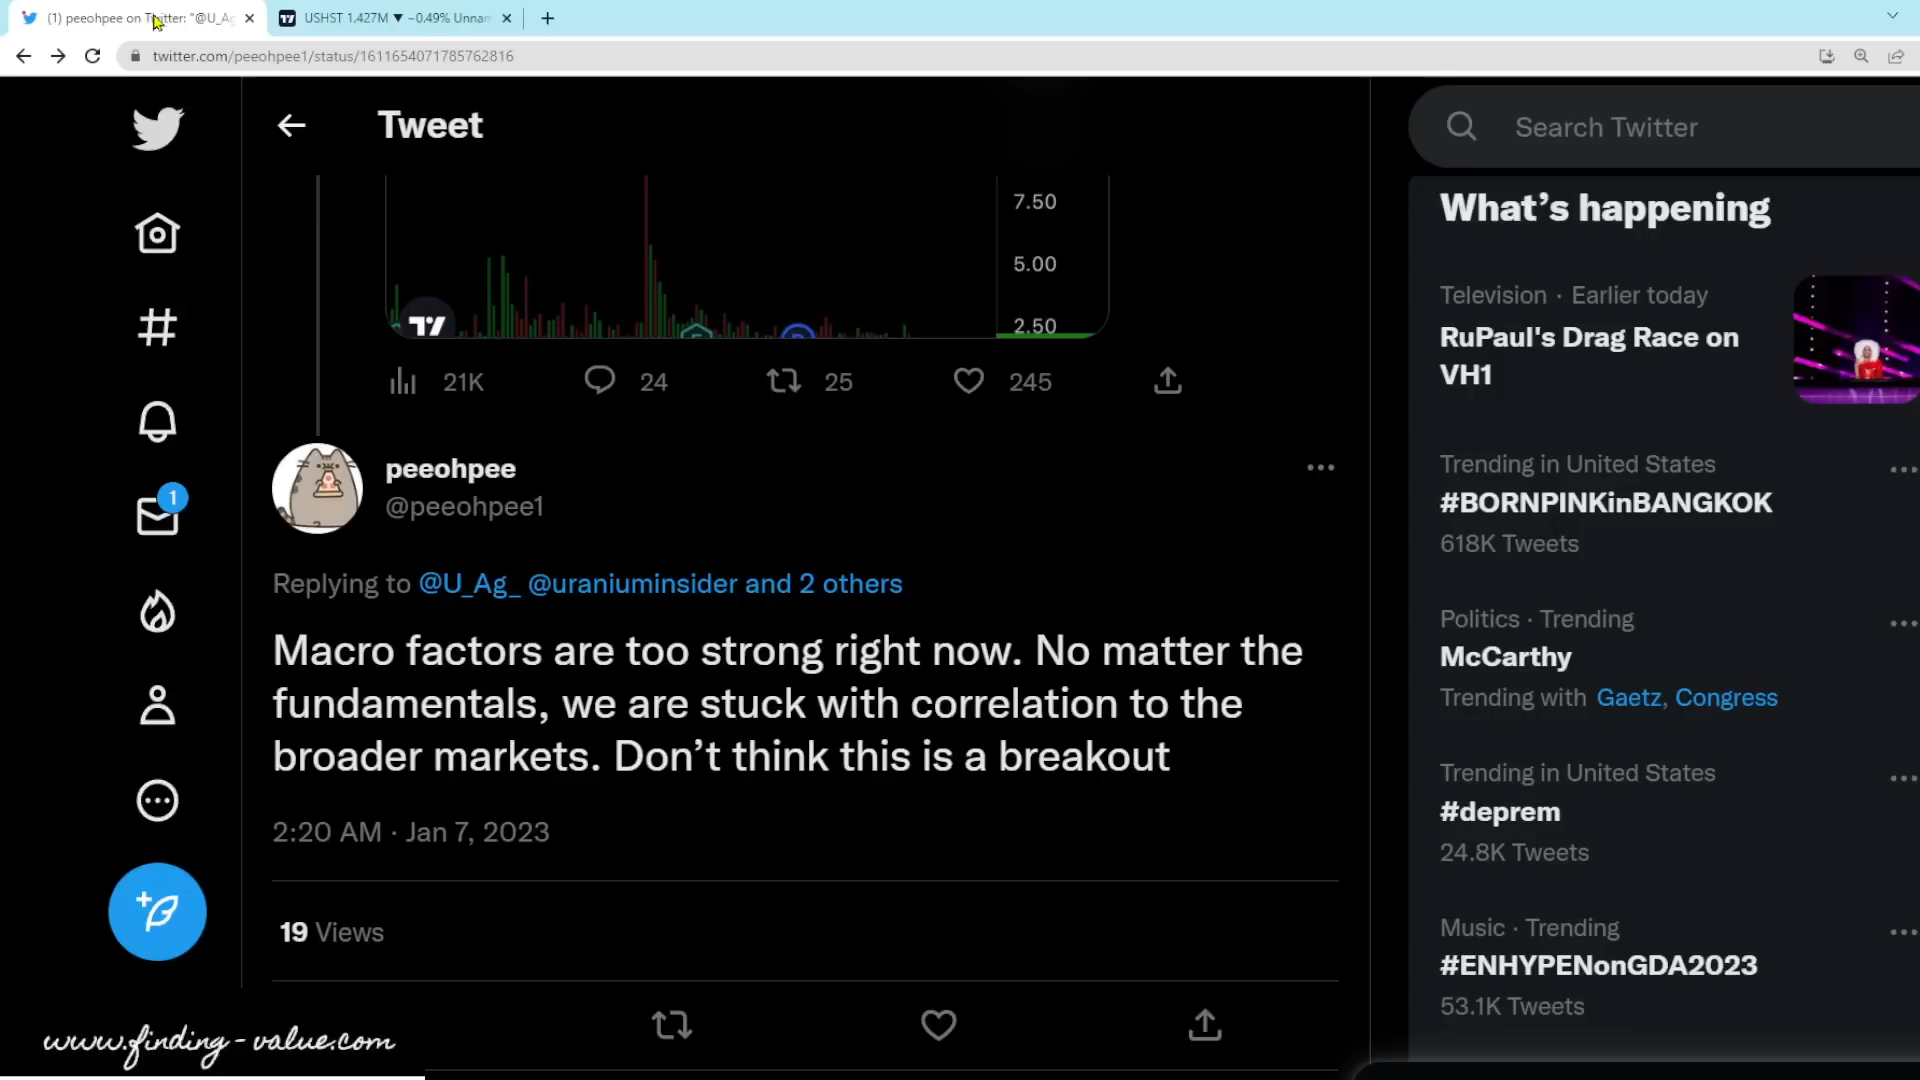 (1) peeohpee on Twitter: "@U_Ag
USHST 1.427M ▼ −0.49% Unnan
twitter.com/peeohpee1/status/1611654071785762816
Tweet
Search Twitter
7.50
5.00
2.50
21K
24
25
245
peeohpee
@peeohpee1
Replying to @U_Ag_ @uraniuminsider and 2 others
Macro factors are too strong right now. No matter the
fundamentals, we are stuck with correlation to the
broader markets. Don’t think this is a breakout
2:20 AM · Jan 7, 2023
19 Views
1
What’s happening
Television · Earlier today
RuPaul's Drag Race on
VH1
Trending in United States
#BORNPINKinBANGKOK
618K Tweets
Politics · Trending
McCarthy
Trending with Gaetz, Congress
Trending in United States
#deprem
24.8K Tweets
Music · Trending
#ENHYPENonGDA2023
53.1K Tweets
www.finding-value.com